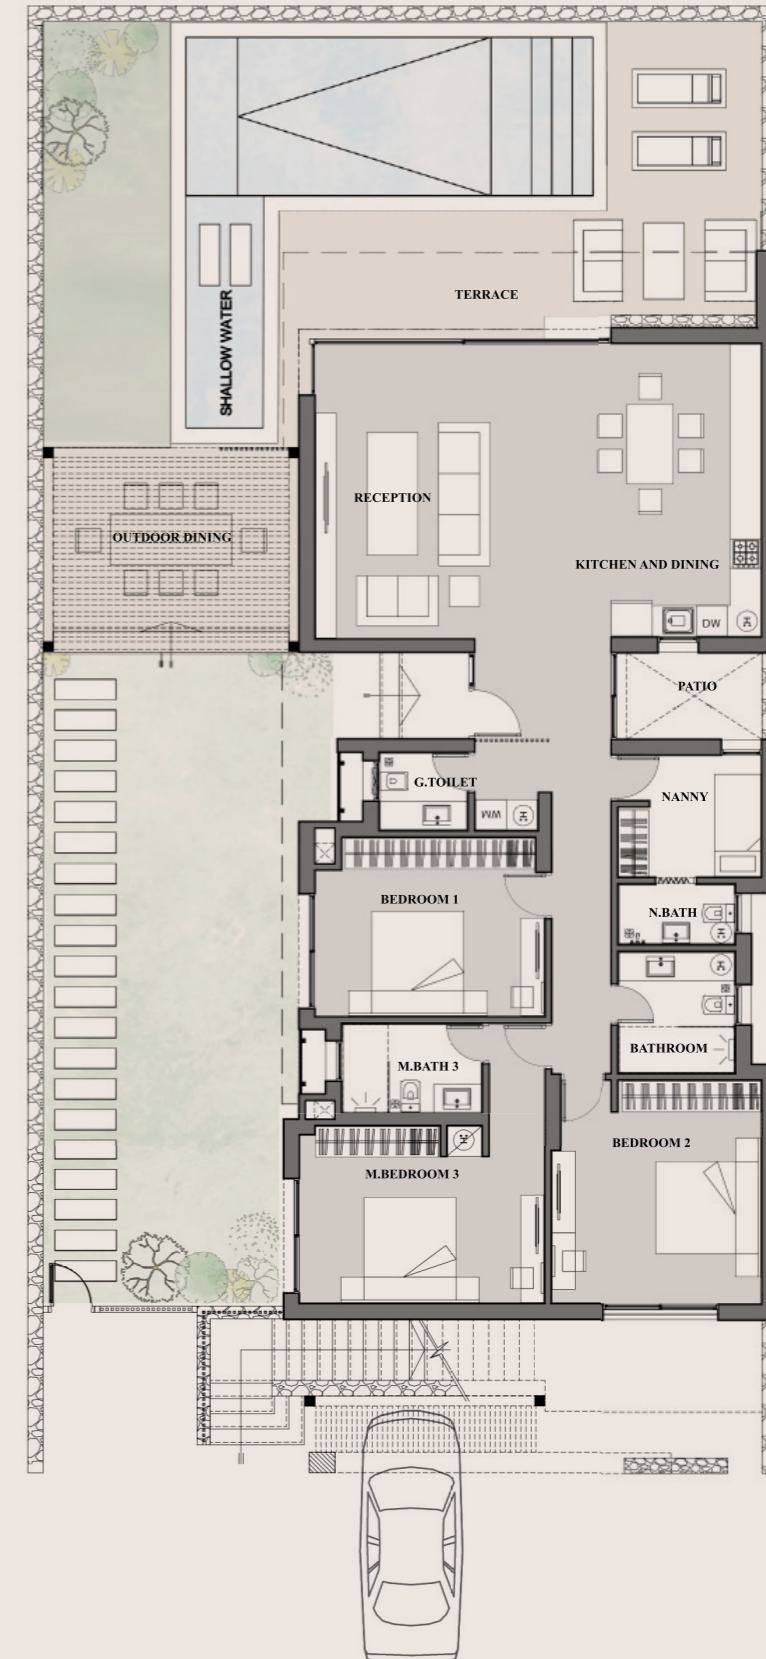 TERRACE
SHALLOW WATER
RECEPTION
OUTDOOR DINING
KITCHEN AND DINING
DW
PATIO
G.TOILET
NANNY
WM
BEDROOM 1
N.BATH
BATHROOM
M.BATH 3
BEDROOM 2
M.BEDROOM 3